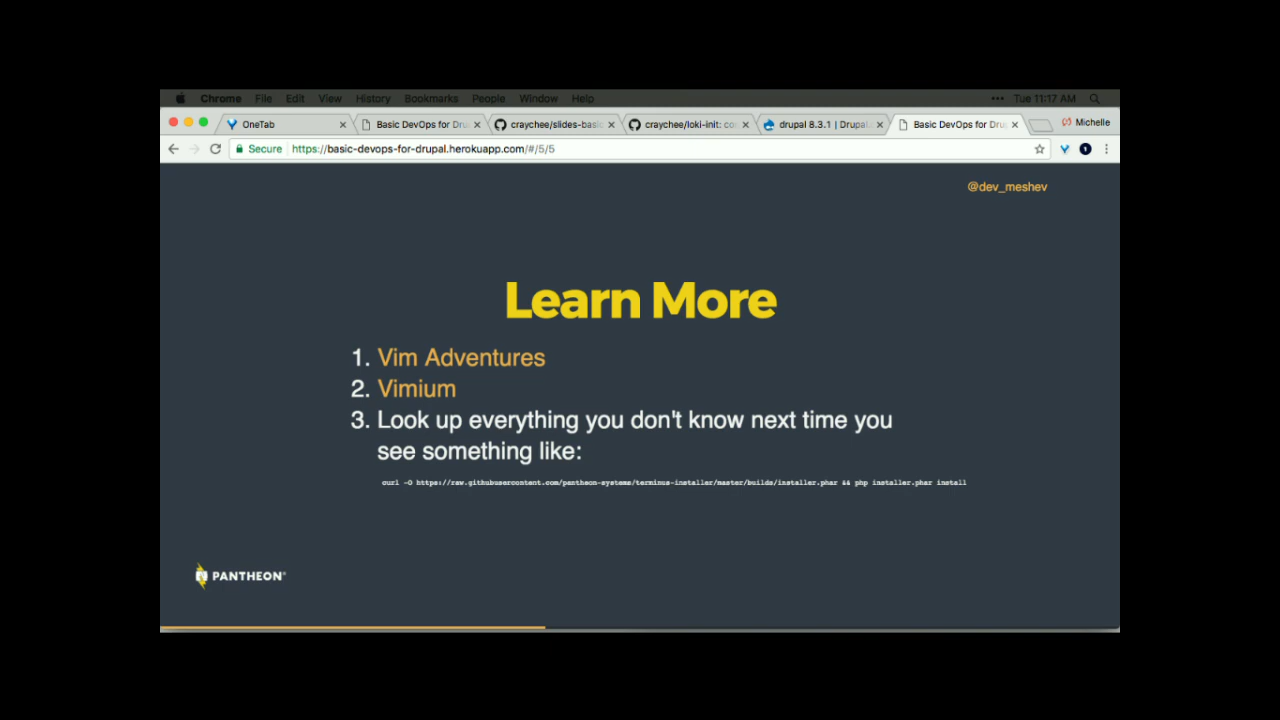 Chrome File Edit View History Bookmarks People Window Help ••• Tue 11:17 AM
OneTab
Basic DevOps for Dru
craychee/slides-basic
craychee/loki-init: co
drupal 8.3.1 | Drupal
Basic DevOps for Dru
Michelle
Secure https://basic-devops-for-drupal.herokuapp.com/#/5/5
@dev_meshev
Learn More
1. Vim Adventures
2. Vimium
3. Look up everything you don't know next time you
see something like:
curl -O https://raw.githubusercontent.com/pantheon-systems/terminus-installer/master/builds/installer.phar && php installer.phar install
PANTHEON®